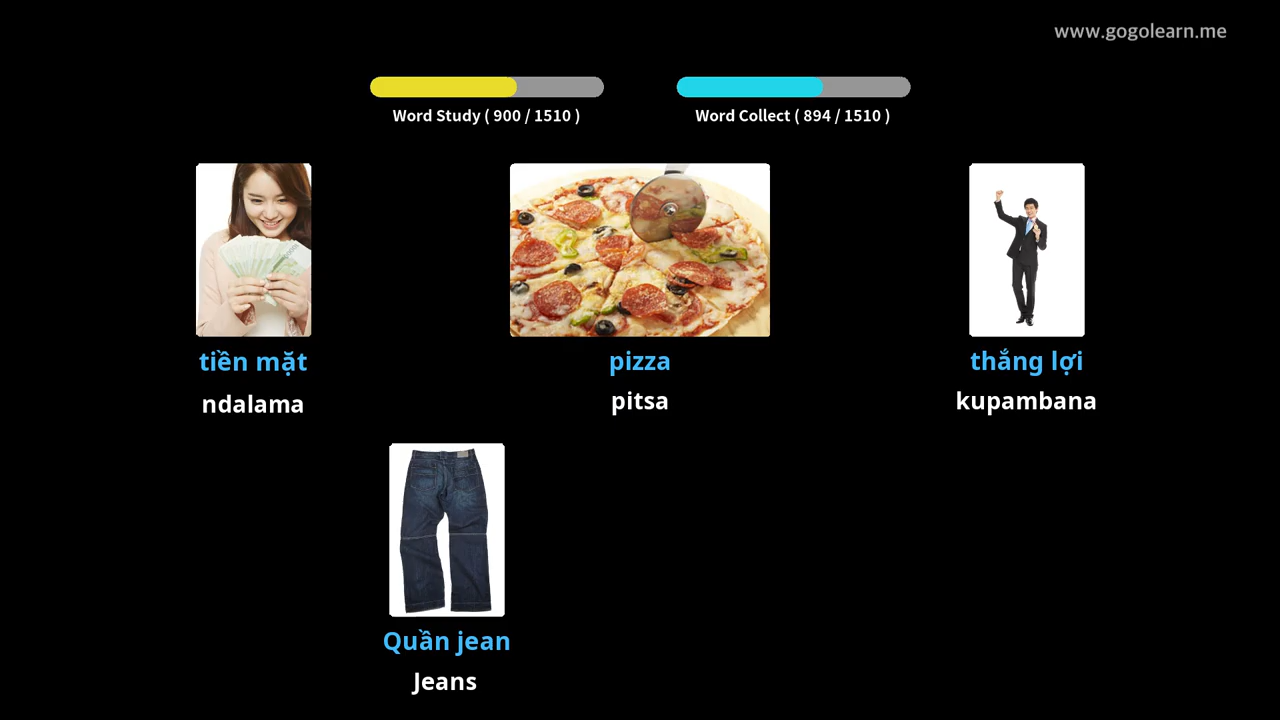 www.gogolearn.me
Word Study ( 900 / 1510 )
Word Collect ( 894 / 1510 )
tiền mặt
ndalama
pizza
pitsa
thắng lợi
kupambana
Quần jean
Jeans